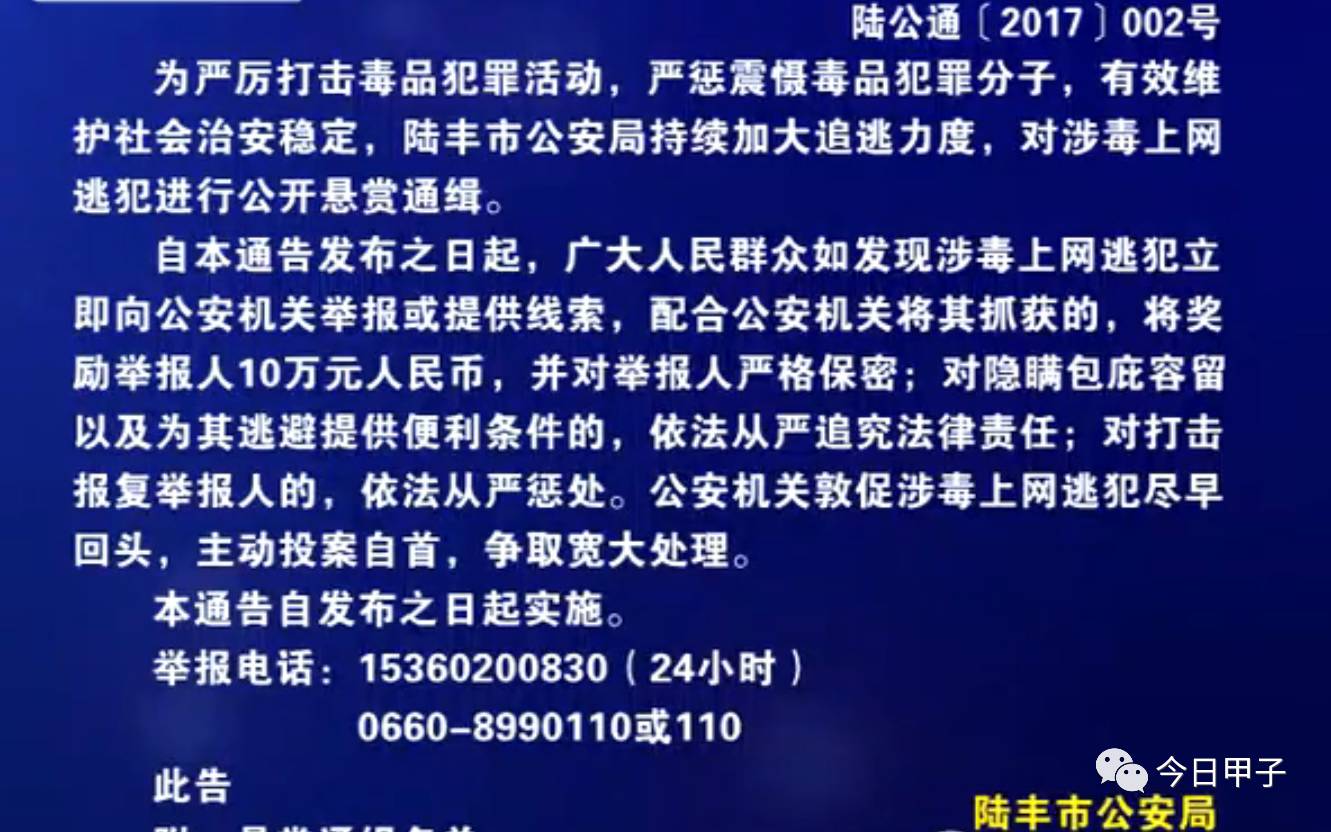 陆公通〔2017〕002号
为严厉打击毒品犯罪活动，严惩震慑毒品犯罪分子，有效维
护社会治安稳定，陆丰市公安局持续加大追逃力度，对涉毒上网
逃犯进行公开悬赏通缉。
自本通告发布之日起，广大人民群众如发现涉毒上网逃犯立
即向公安机关举报或提供线索，配合公安机关将其抓获的，将奖
励举报人10万元人民币，并对举报人严格保密；对隐瞒包庇容留
以及为其逃避提供便利条件的，依法从严追究法律责任；对打击
报复举报人的，依法从严惩处。公安机关敦促涉毒上网逃犯尽早
回头，主动投案自首，争取宽大处理。
本通告自发布之日起实施。
举报电话：15360200830（24小时）
0660-8990110或110
此告
今日甲子
陆丰市公安局